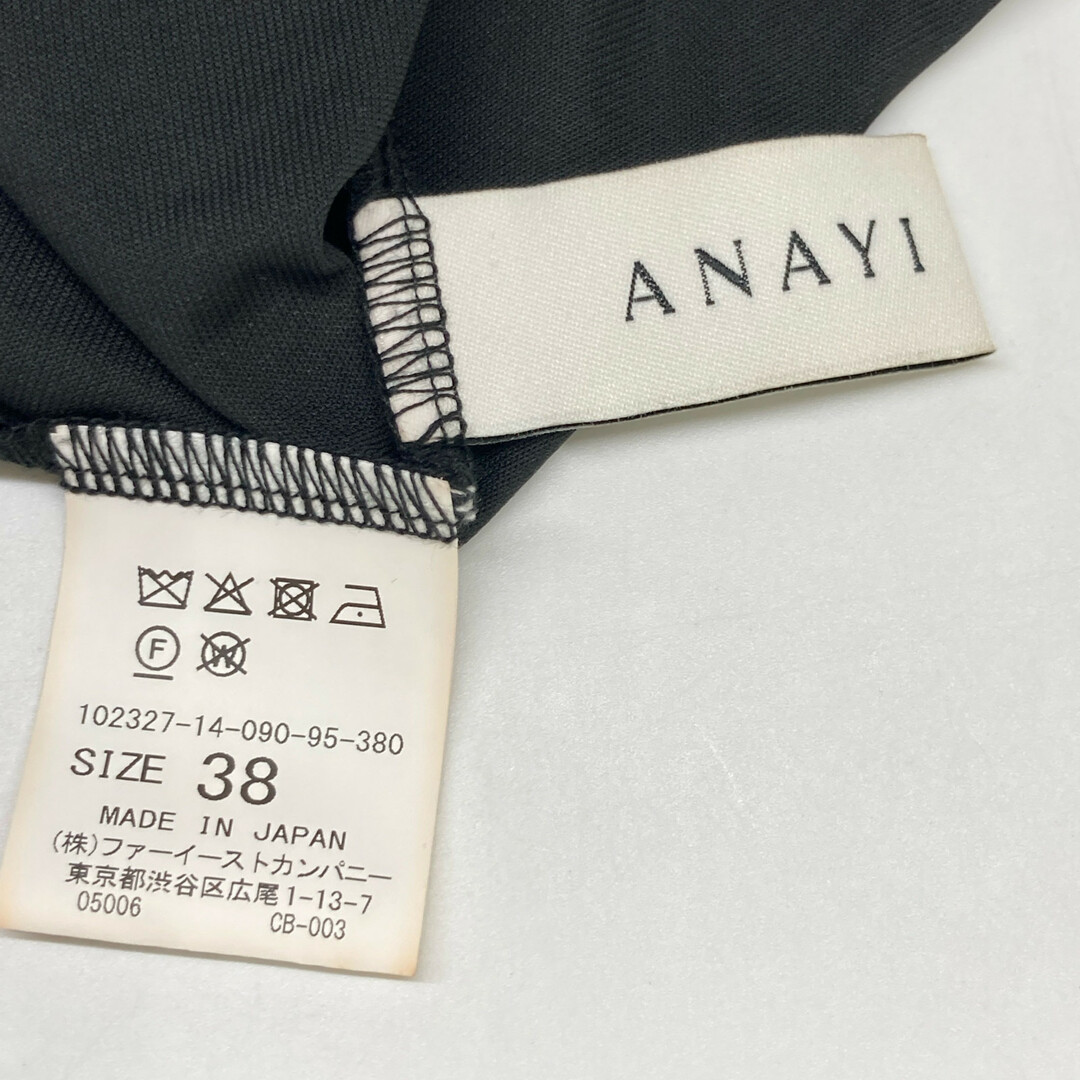 ANAYI
F
W
102327-14-090-95-380
SIZE 38
MADE IN JAPAN
(株)ファーイーストカンパニー
東京都渋谷区広尾1-13-7
05006 CB-003